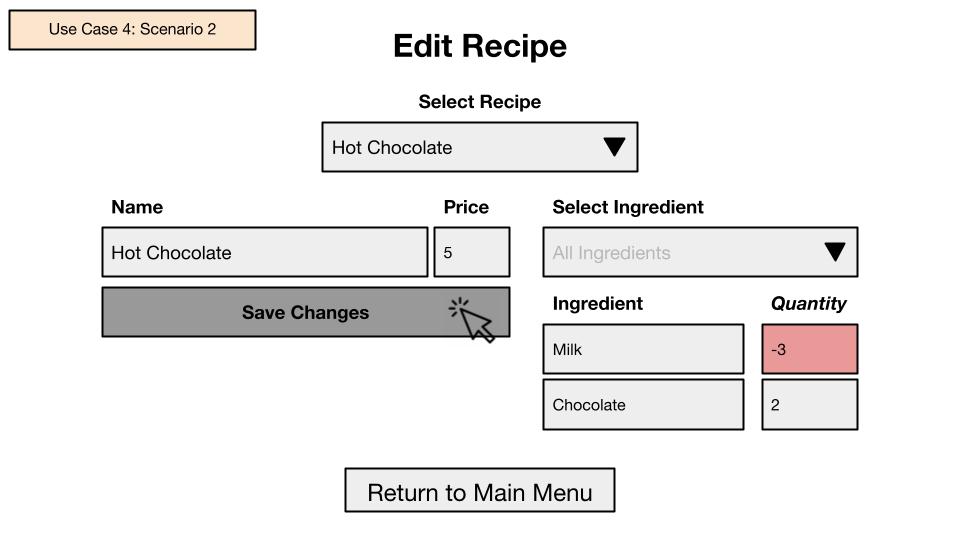 Use Case 4: Scenario 2
Edit Recipe
Select Recipe
Hot Chocolate
Name
Price
Select Ingredient
Hot Chocolate
5
All Ingredients
Save Changes
Ingredient
Quantity
Milk
-3
Chocolate
2
Return to Main Menu